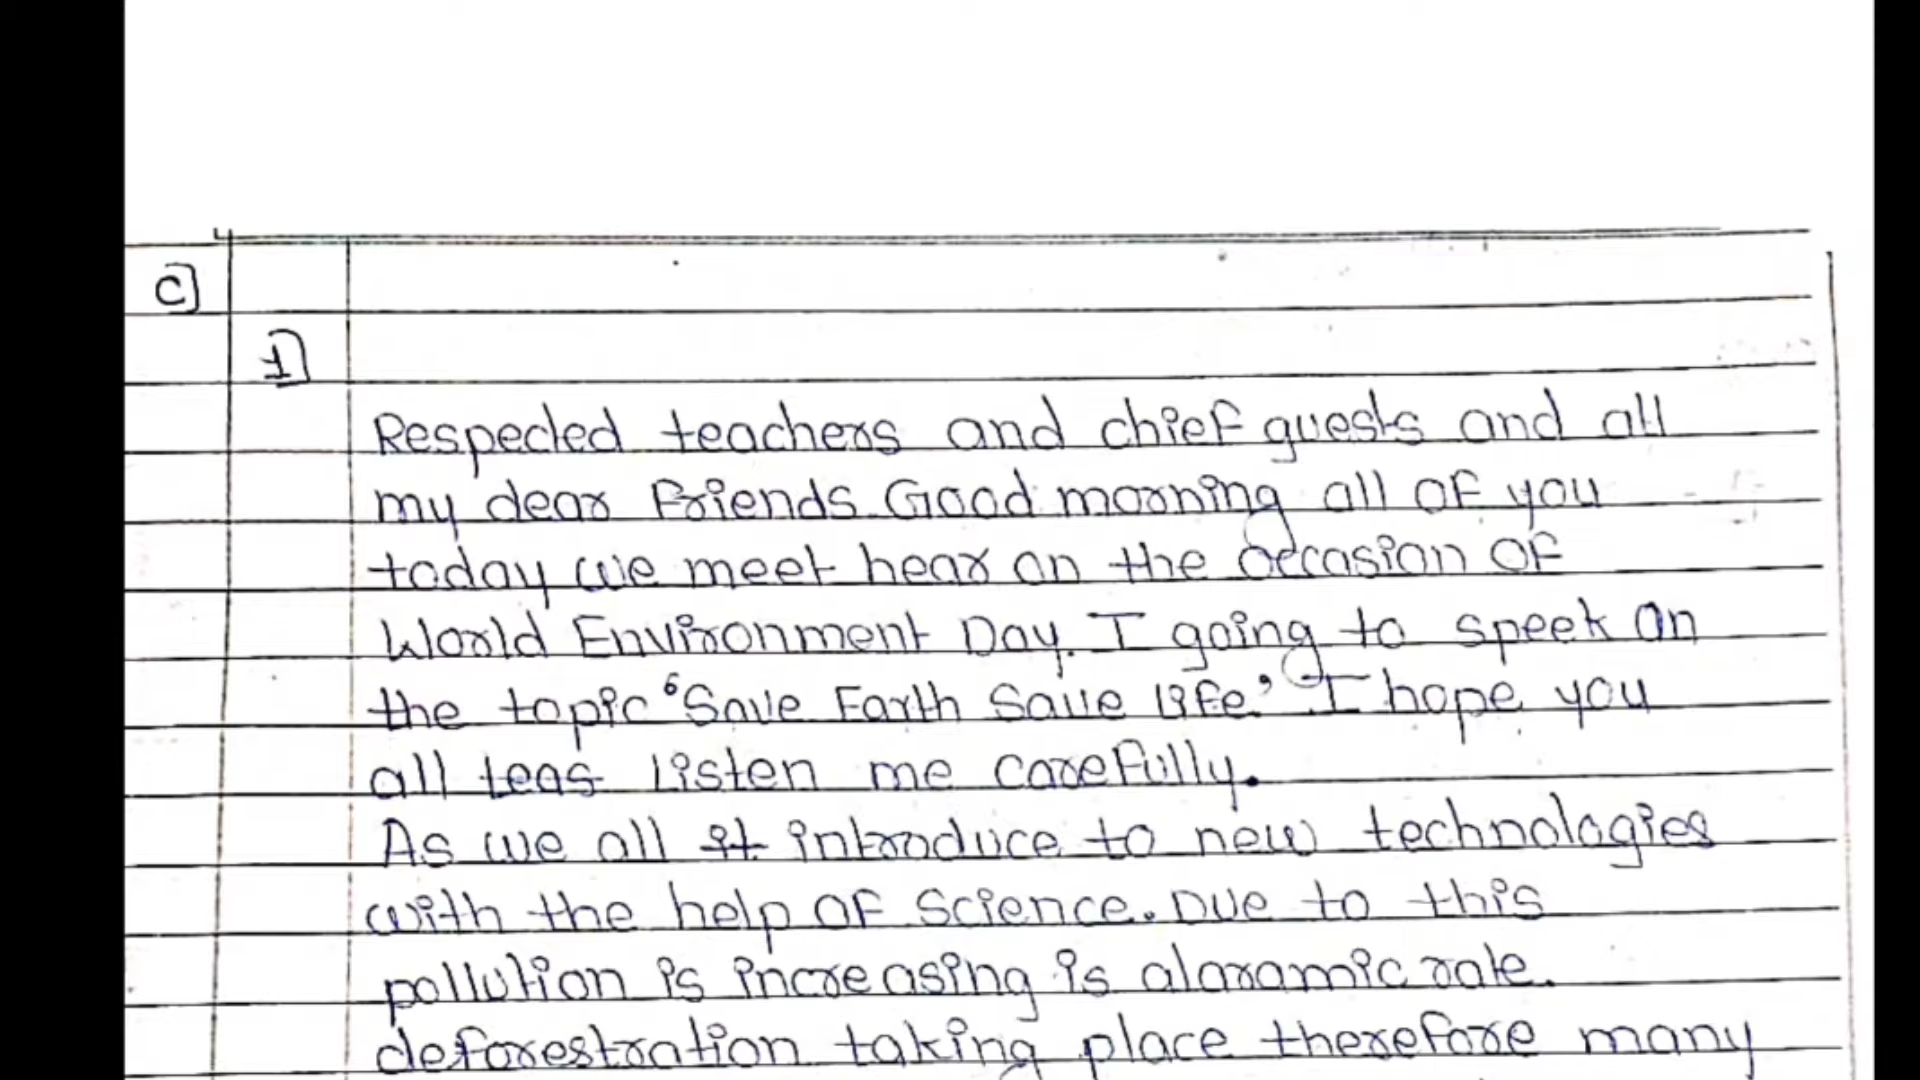 C]
1]
Respected teachers and chief guests and all
my dear friends. Good morning all of you
today we meet hear on the occasion of
World Environment Day. I going to speek on
the topic 'Save Earth Save life.' I hope you
all teas listen me carefully.
As we all it introduce to new technologies
with the help of science. Due to this
pollution is increasing is alaramic rate.
deforestration taking place therefore many